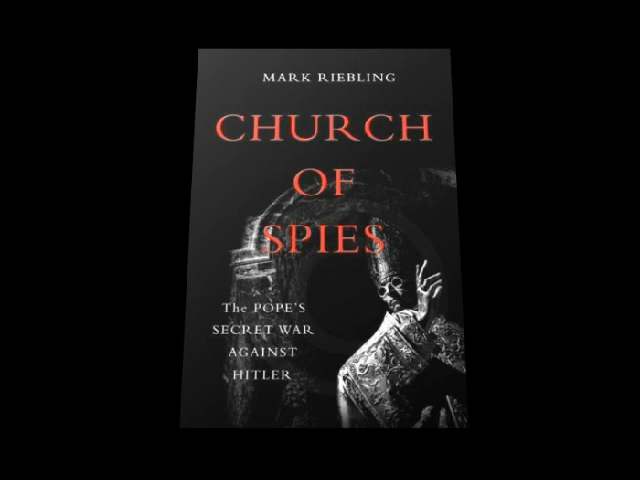 MARK RIEBLING
CHURCH
OF
SPIES
The POPE'S
SECRET WAR
AGAINST
HITLER